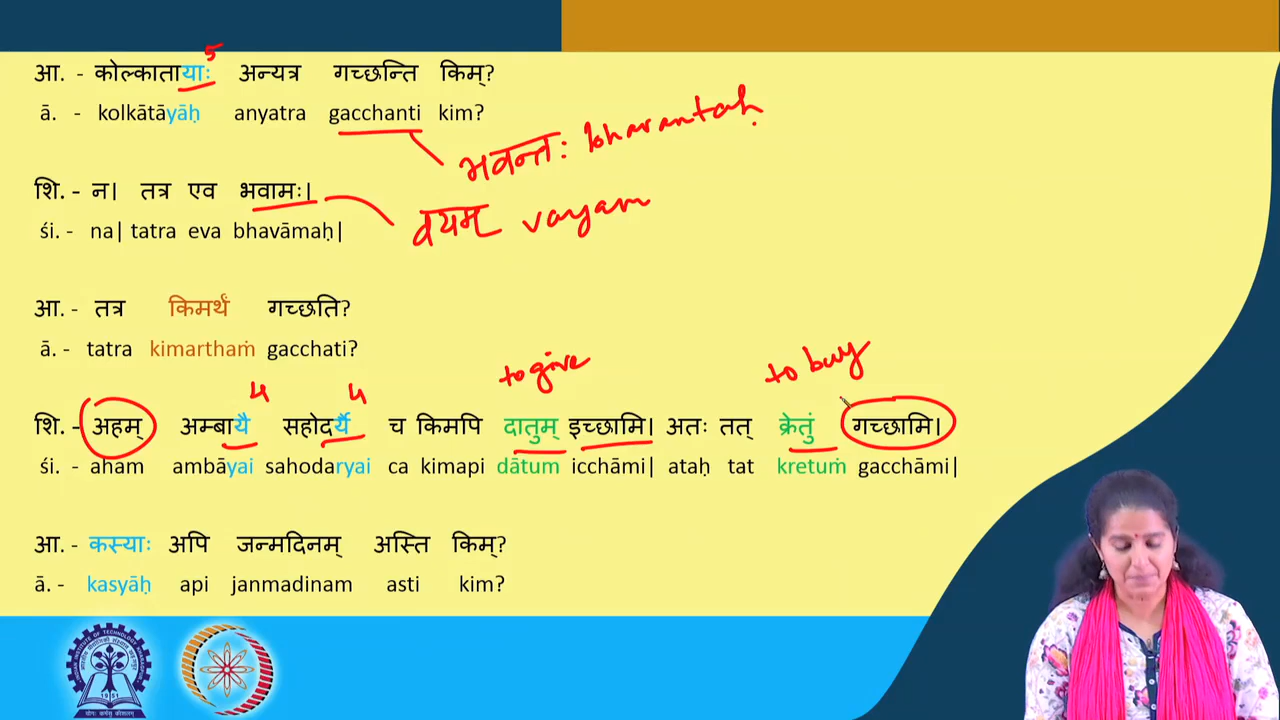 5
आ. - कोल्कातायाः अन्यत्र गच्छन्ति किम्?
ā. - kolkātāyāḥ anyatra gacchanti kim?
भवन्तः bhavantaḥ
शि. - न। तत्र एव भवामः।
śi. - na| tatra eva bhavāmaḥ|
वयम् vayam
आ. - तत्र किमर्थं गच्छति?
ā. - tatra kimarthaṁ gacchati?
4 4 to give to buy
शि. - अहम् अम्बायै सहोदर्यै च किमपि दातुम् इच्छामि। अतः तत् क्रेतुं गच्छामि।
śi. - aham ambāyai sahodaryai ca kimapi dātum icchāmi| ataḥ tat kretuṁ gacchāmi|
आ. - कस्याः अपि जन्मदिनम् अस्ति किम्?
ā. - kasyāḥ api janmadinam asti kim?